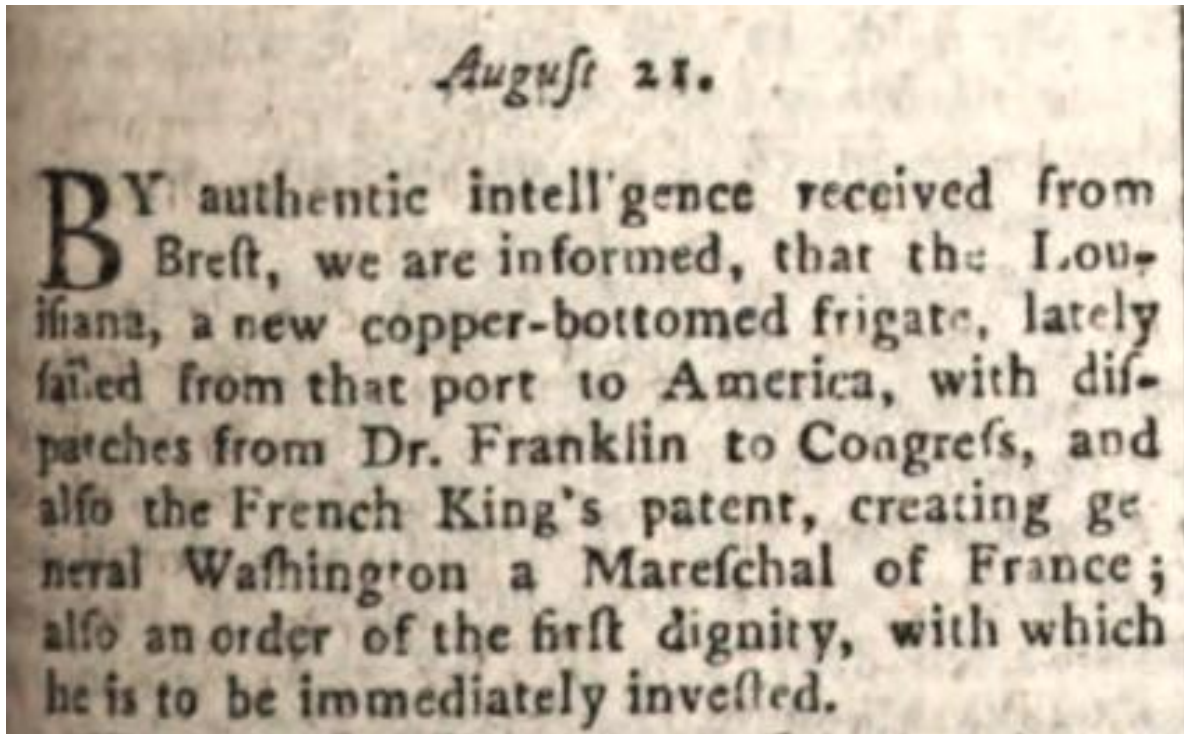 Auguſt 21.
BY authentic intell'gence received from
Breſt, we are informed, that the Lou-
iſiana, a new copper-bottomed frigate, lately
ſailed from that port to America, with diſ-
patches from Dr. Franklin to Congreſs, and
alſo the French King's patent, creating ge
neral Waſhington a Mareſchal of France;
alſo an order of the firſt dignity, with which
he is to be immediately inveſted.